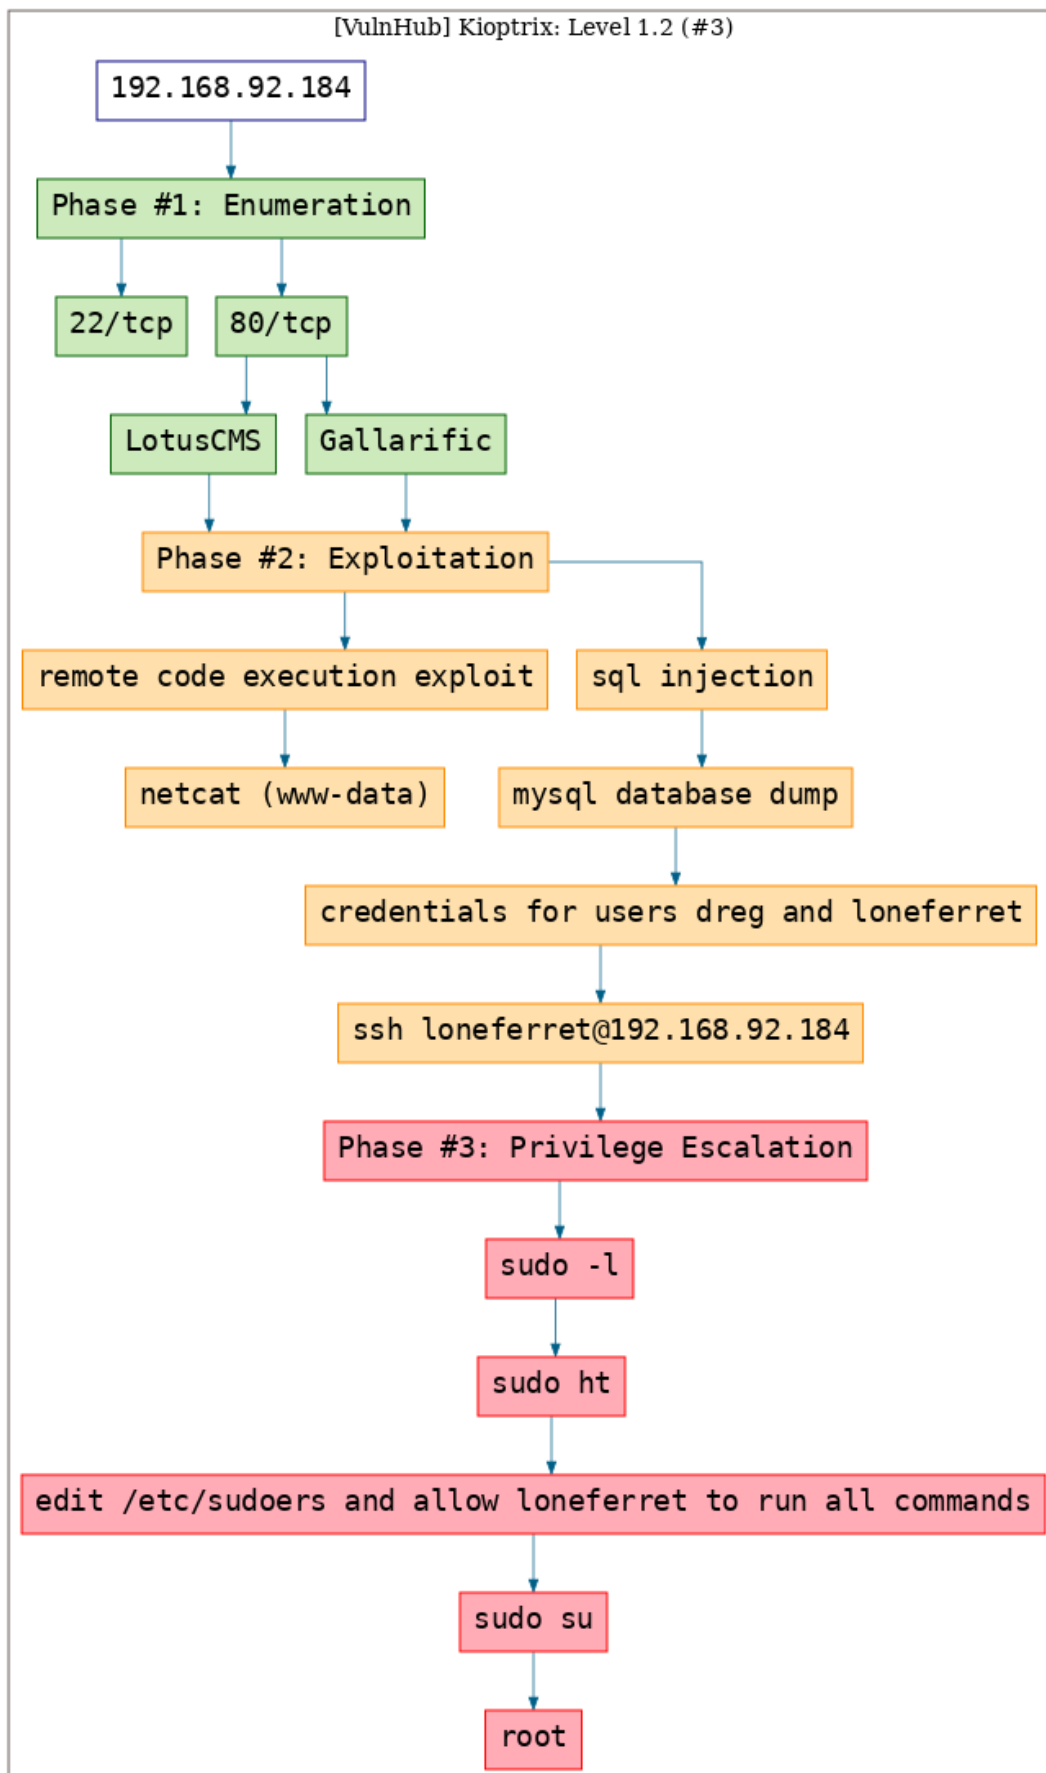 [VulnHub] Kioptrix: Level 1.2 (#3)
192.168.92.184
Phase #1: Enumeration
22/tcp
80/tcp
LotusCMS
Gallarific
Phase #2: Exploitation
remote code execution exploit
sql injection
netcat (www-data)
mysql database dump
credentials for users dreg and loneferret
ssh loneferret@192.168.92.184
Phase #3: Privilege Escalation
sudo -l
sudo ht
edit /etc/sudoers and allow loneferret to run all commands
sudo su
root